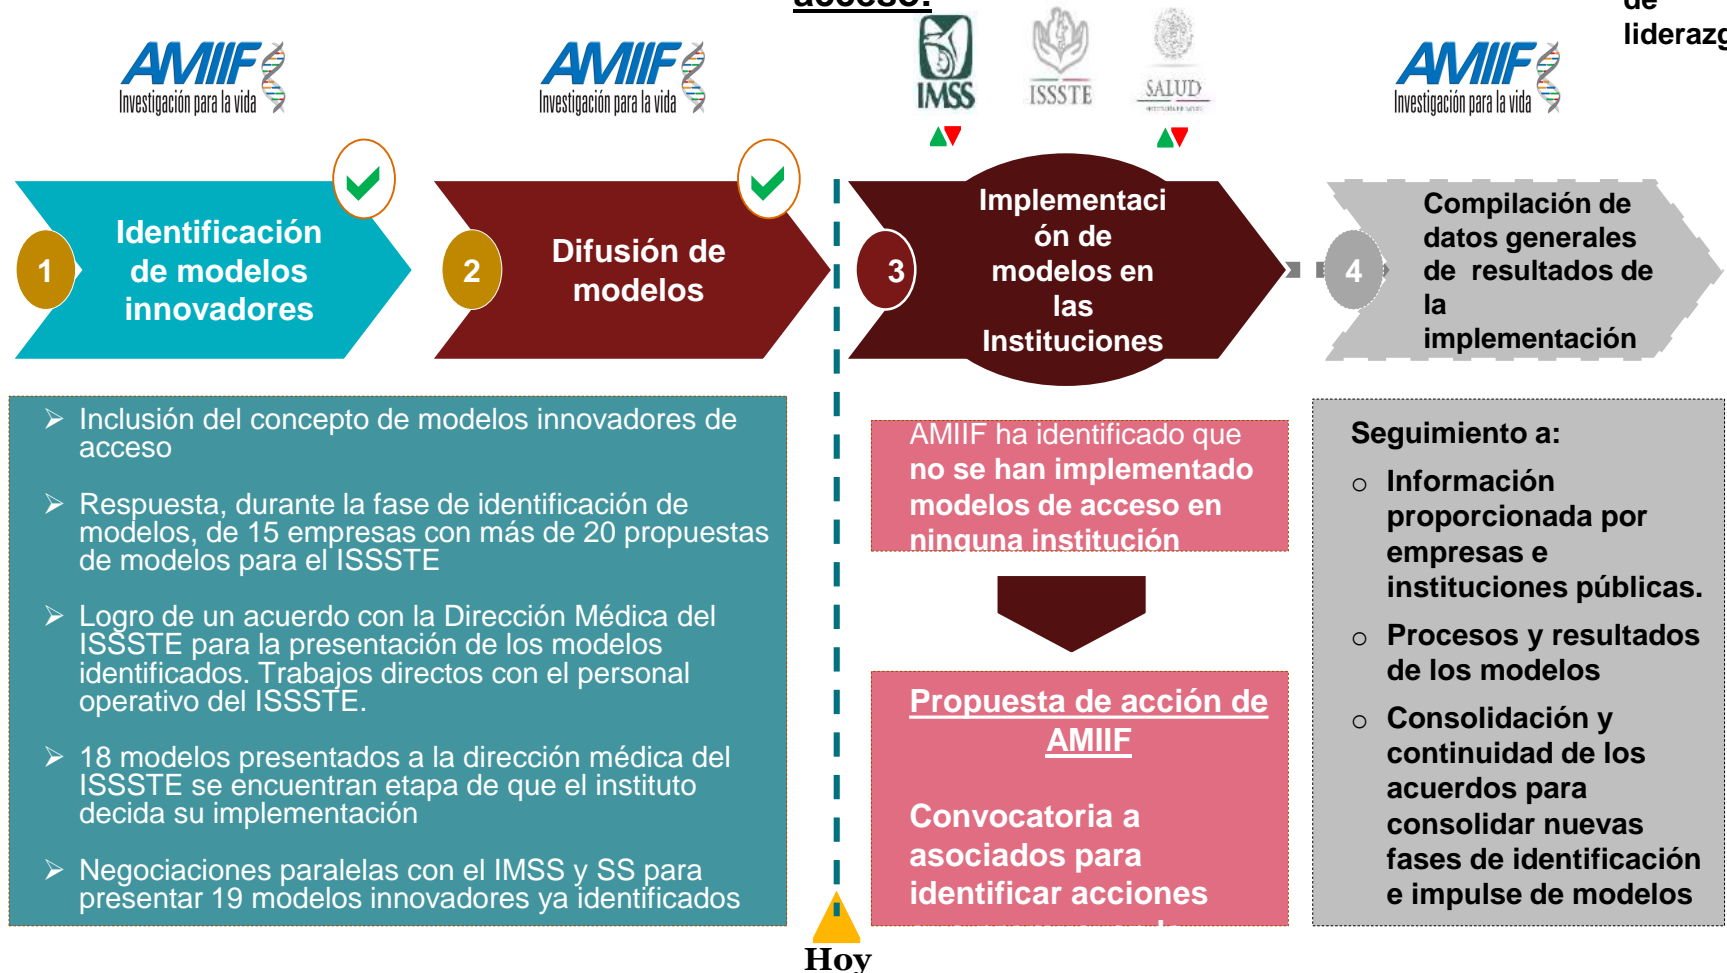 acceso.
de
liderazg
AMIIF
Investigación para la vida
AMIIF
Investigación para la vida
IMSS
ISSSTE
SALUD
AMIIF
Investigación para la vida
1
Identificación
de modelos
innovadores
2
Difusión de
modelos
3
Implementaci
ón de
modelos en
las
Instituciones
4
Compilación de
datos generales
de resultados de
la
implementación
➢ Inclusión del concepto de modelos innovadores de
acceso
➢ Respuesta, durante la fase de identificación de
modelos, de 15 empresas con más de 20 propuestas
de modelos para el ISSSTE
➢ Logro de un acuerdo con la Dirección Médica del
ISSSTE para la presentación de los modelos
identificados. Trabajos directos con el personal
operativo del ISSSTE.
➢ 18 modelos presentados a la dirección médica del
ISSSTE se encuentran etapa de que el instituto
decida su implementación
➢ Negociaciones paralelas con el IMSS y SS para
presentar 19 modelos innovadores ya identificados
Hoy
AMIIF ha identificado que
no se han implementado
modelos de acceso en
ninguna institución
Propuesta de acción de
AMIIF
Convocatoria a
asociados para
identificar acciones
Seguimiento a:
o Información
proporcionada por
empresas e
instituciones públicas.
o Procesos y resultados
de los modelos
o Consolidación y
continuidad de los
acuerdos para
consolidar nuevas
fases de identificación
e impulse de modelos